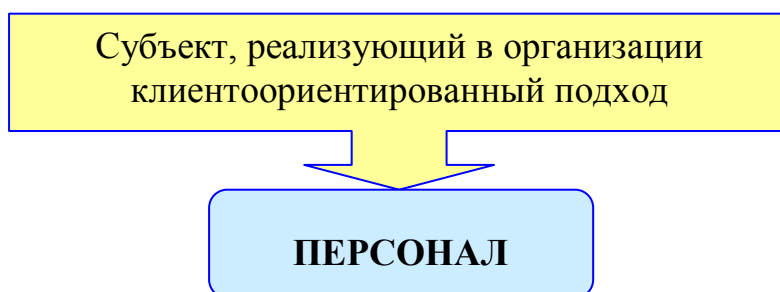 Субъект, реализующий в организации
клиентоориентированный подход
ПЕРСОНАЛ